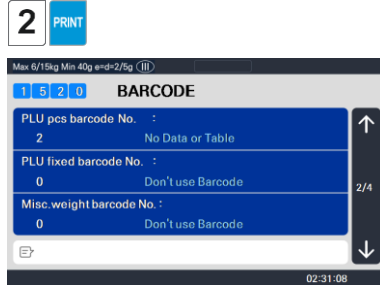 2 PRINT
Max 6/15kg Min 40g e=d=2/5g (III)
1 5 2 0 BARCODE
PLU pcs barcode No. :
2 No Data or Table
PLU fixed barcode No. :
0 Don't use Barcode
2/4
Misc.weight barcode No. :
0 Don't use Barcode
02:31:08